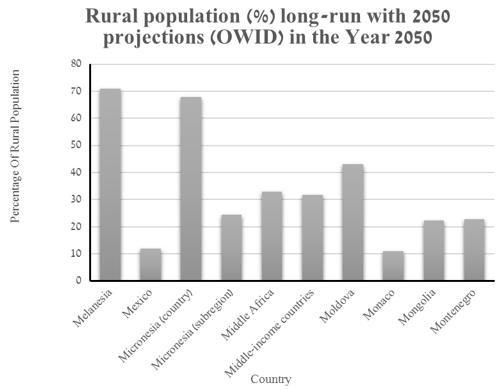 Rural population (%) long-run with 2050
projections (OWID) in the Year 2050
Percentage Of Rural Population
80
70
60
50
40
30
20
10
0
Melanesia
Mexico
Micronesia (country)
Micronesia (subregion)
Middle Africa
Middle-income countries
Moldova
Monaco
Mongolia
Montenegro
Country